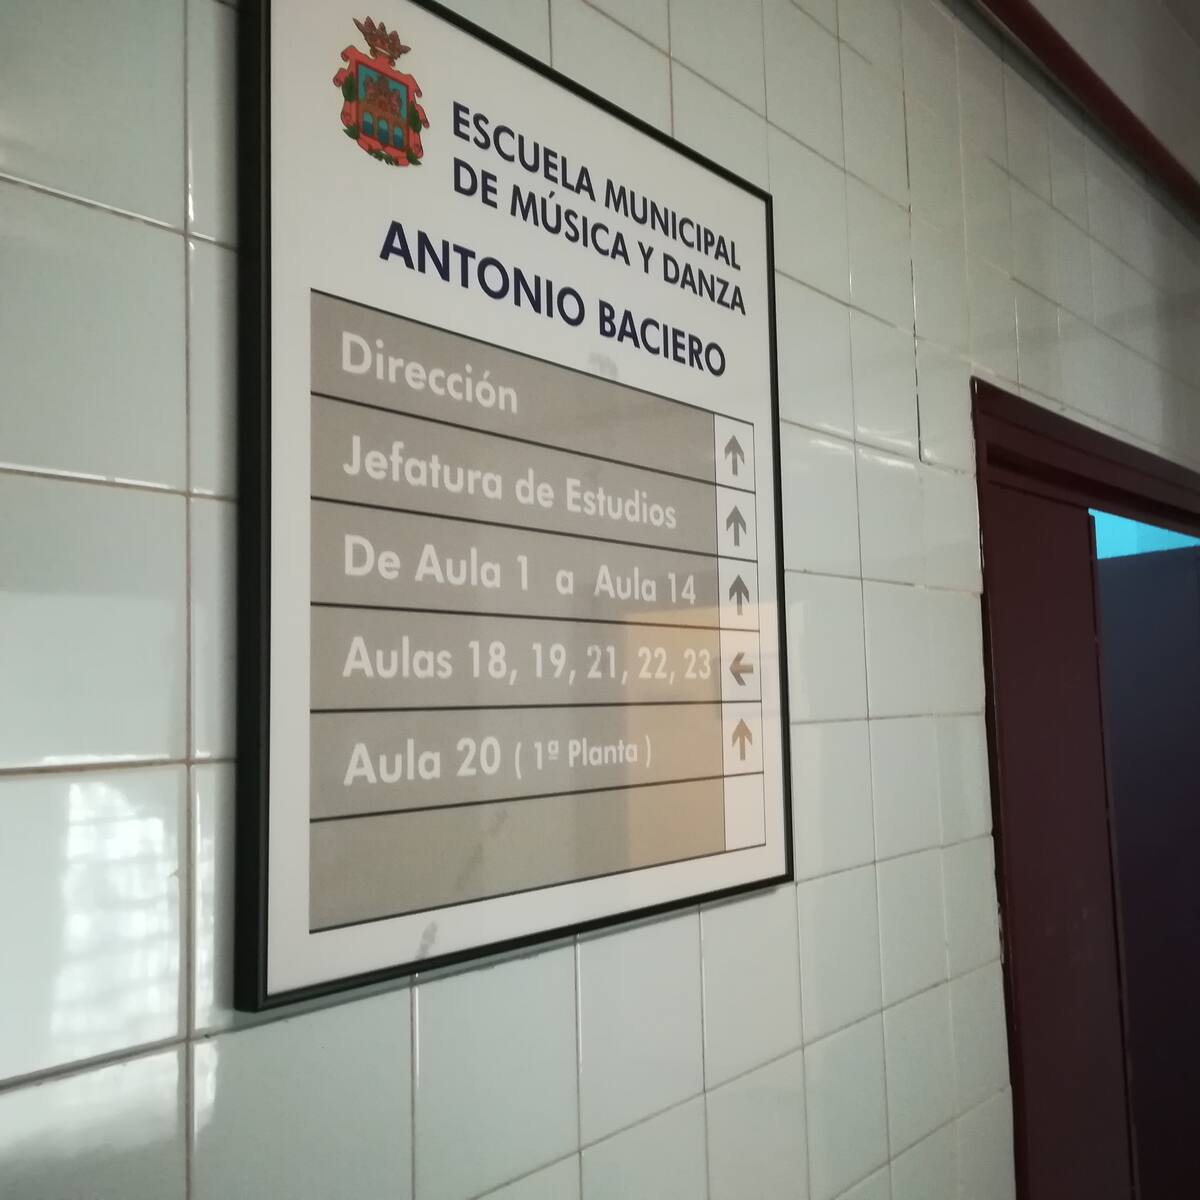 ESCUELA MUNICIPAL
DE MÚSICA Y DANZA
ANTONIO BACIERO
Dirección ↑
Jefatura de Estudios ↑
De Aula 1 a Aula 14 ↑
Aulas 18, 19, 21, 22, 23 ←
Aula 20 ( 1ª Planta ) ↑